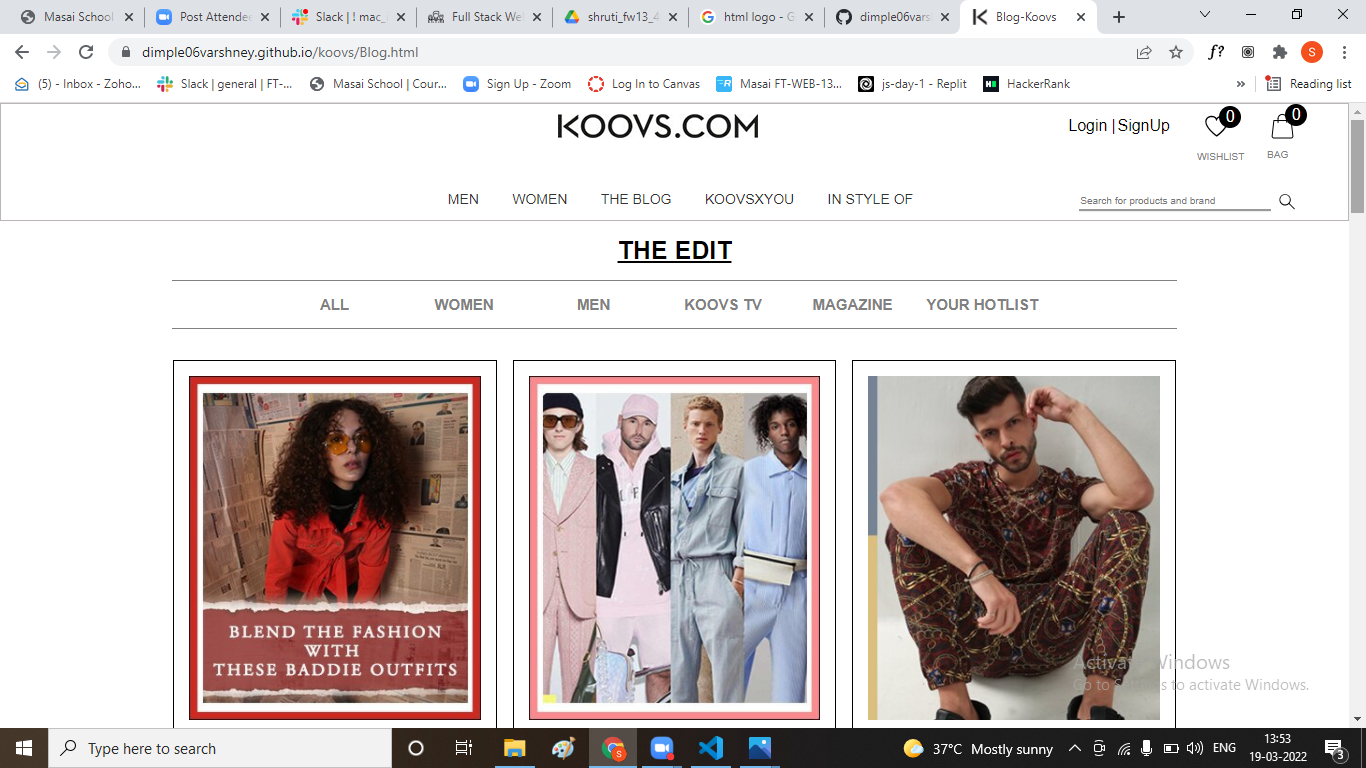 Masai School
Post Attendee
Slack | ! mac_
Full Stack We
shruti_fw13_4
html logo - G
dimple06vars
Blog-Koovs
dimple06varshney.github.io/koovs/Blog.html
f?
S
(5) - Inbox - Zoho...
Slack | general | FT-...
Masai School | Cour...
Sign Up - Zoom
Log In to Canvas
Masai FT-WEB-13...
js-day-1 - Replit
HackerRank
»
Reading list
KOOVS.COM
Login | SignUp
0
0
WISHLIST
BAG
MEN
WOMEN
THE BLOG
KOOVSXYOU
IN STYLE OF
Search for products and brand
THE EDIT
ALL
WOMEN
MEN
KOOVS TV
MAGAZINE
YOUR HOTLIST
BLEND THE FASHION
WITH
THESE BADDIE OUTFITS
Activate Windows
Go to Settings to activate Windows.
Type here to search
37°C Mostly sunny
ENG
13:53
19-03-2022
3